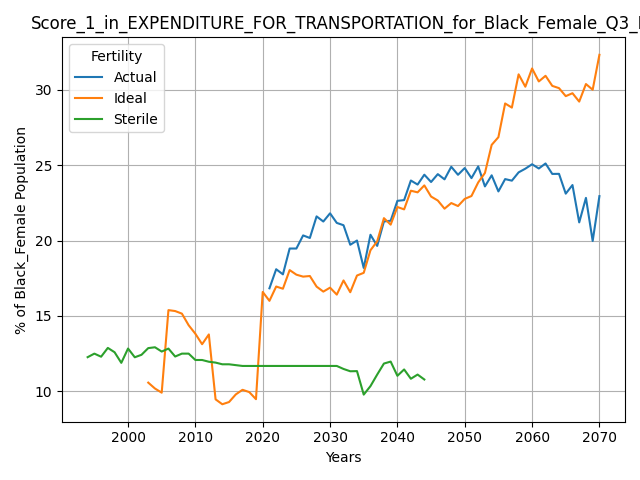 Score_1_in_EXPENDITURE_FOR_TRANSPORTATION_for_Black_Female_Q3_
Fertility
Actual
Ideal
Sterile
% of Black_Female Population
30
25
20
15
10
2000 2010 2020 2030 2040 2050 2060 2070
Years